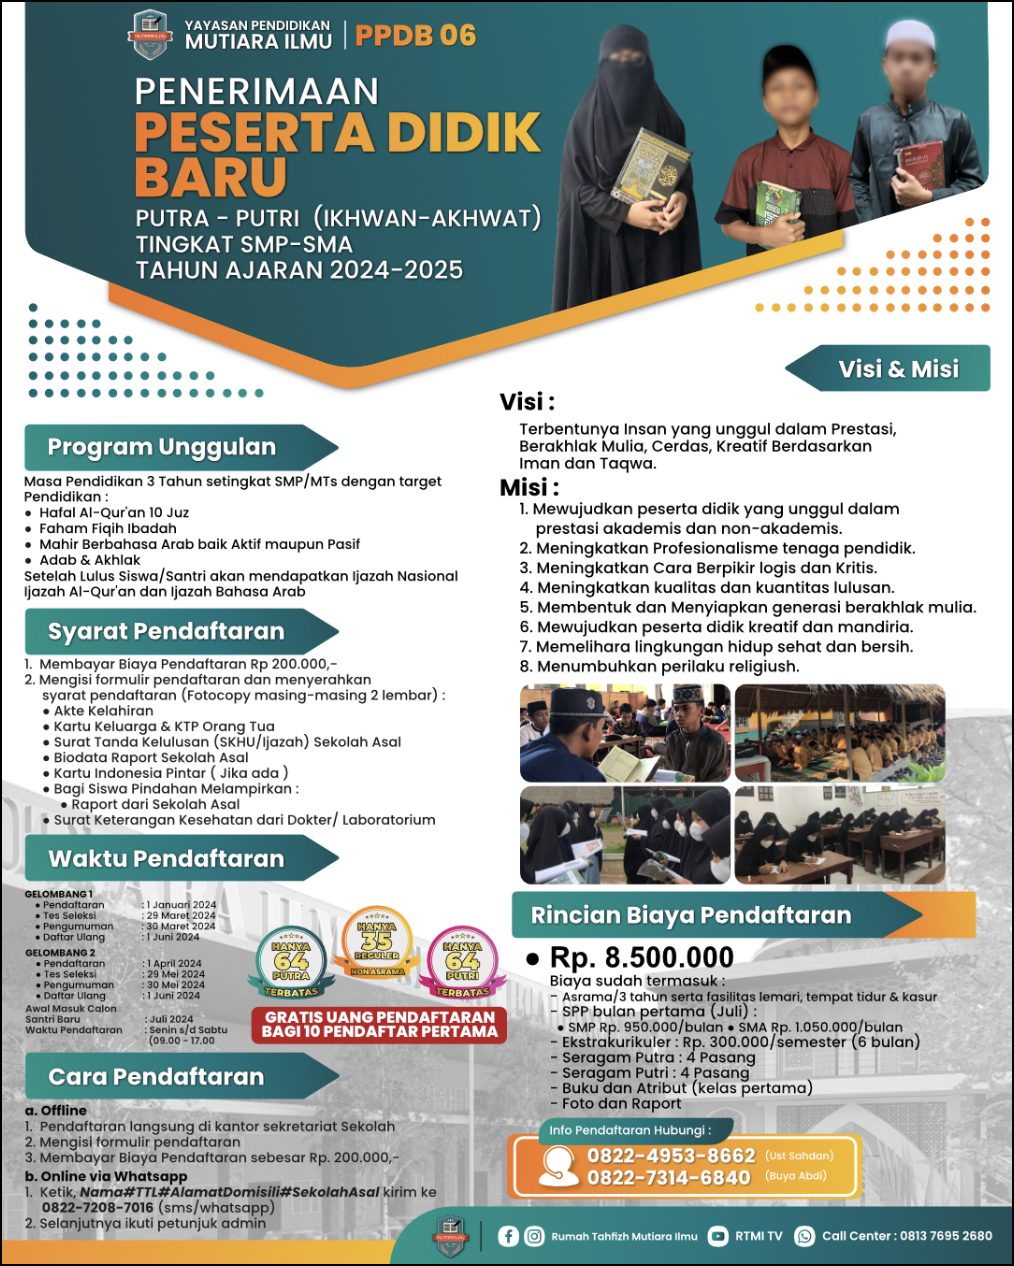 YAYASAN PENDIDIKAN
MUTIARA ILMU
PPDB 06
PENERIMAAN
PESERTA DIDIK
BARU
PUTRA - PUTRI (IKHWAN-AKHWAT)
TINGKAT SMP-SMA
TAHUN AJARAN 2024-2025
Program Unggulan
Masa Pendidikan 3 Tahun setingkat SMP/MTs dengan target
Pendidikan :
● Hafal Al-Qur'an 10 Juz
● Faham Fiqih Ibadah
● Mahir Berbahasa Arab baik Aktif maupun Pasif
● Adab & Akhlak
Setelah Lulus Siswa/Santri akan mendapatkan Ijazah Nasional
Ijazah Al-Qur'an dan Ijazah Bahasa Arab
Syarat Pendaftaran
1. Membayar Biaya Pendaftaran Rp 200.000,-
2. Mengisi formulir pendaftaran dan menyerahkan
syarat pendaftaran (Fotocopy masing-masing 2 lembar) :
● Akte Kelahiran
● Kartu Keluarga & KTP Orang Tua
● Surat Tanda Kelulusan (SKHU/Ijazah) Sekolah Asal
● Biodata Raport Sekolah Asal
● Kartu Indonesia Pintar ( Jika ada )
● Bagi Siswa Pindahan Melampirkan :
● Raport dari Sekolah Asal
● Surat Keterangan Kesehatan dari Dokter/ Laboratorium
Waktu Pendaftaran
GELOMBANG 1
● Pendaftaran : 1 Januari 2024
● Tes Seleksi : 29 Maret 2024
● Pengumuman : 30 Maret 2024
● Daftar Ulang : 1 Juni 2024
GELOMBANG 2
● Pendaftaran : 1 April 2024
● Tes Seleksi : 29 Mei 2024
● Pengumuman : 30 Mei 2024
● Daftar Ulang : 1 Juni 2024
Awal Masuk Calon
Santri Baru : Juli 2024
Waktu Pendaftaran : Senin s/d Sabtu
(09.00 - 17.00
HANYA
64
PUTRA
TERBATAS
HANYA
35
REGULER
NON ASRAMA
HANYA
64
PUTRI
TERBATAS
GRATIS UANG PENDAFTARAN
BAGI 10 PENDAFTAR PERTAMA
Cara Pendaftaran
a. Offline
1. Pendaftaran langsung di kantor sekretariat Sekolah
2. Mengisi formulir pendaftaran
3. Membayar Biaya Pendaftaran sebesar Rp. 200.000,-
b. Online via Whatsapp
1. Ketik, Nama#TTL#AlamatDomisili#SekolahAsal kirim ke
0822-7208-7016 (sms/whatsapp)
2. Selanjutnya ikuti petunjuk admin
Visi & Misi
Visi :
Terbentunya Insan yang unggul dalam Prestasi,
Berakhlak Mulia, Cerdas, Kreatif Berdasarkan
Iman dan Taqwa.
Misi :
1. Mewujudkan peserta didik yang unggul dalam
prestasi akademis dan non-akademis.
2. Meningkatkan Profesionalisme tenaga pendidik.
3. Meningkatkan Cara Berpikir logis dan Kritis.
4. Meningkatkan kualitas dan kuantitas lulusan.
5. Membentuk dan Menyiapkan generasi berakhlak mulia.
6. Mewujudkan peserta didik kreatif dan mandiria.
7. Memelihara lingkungan hidup sehat dan bersih.
8. Menumbuhkan perilaku religiush.
Rincian Biaya Pendaftaran
● Rp. 8.500.000
Biaya sudah termasuk :
- Asrama/3 tahun serta fasilitas lemari, tempat tidur & kasur
- SPP bulan pertama (Juli) :
● SMP Rp. 950.000/bulan ● SMA Rp. 1.050.000/bulan
- Ekstrakurikuler : Rp. 300.000/semester (6 bulan)
- Seragam Putra : 4 Pasang
- Seragam Putri : 4 Pasang
- Buku dan Atribut (kelas pertama)
- Foto dan Raport
Info Pendaftaran Hubungi :
0822-4953-8662 (Ust Sahdan)
0822-7314-6840 (Buya Abdi)
Rumah Tahfizh Mutiara Ilmu
RTMI TV
Call Center : 0813 7695 2680